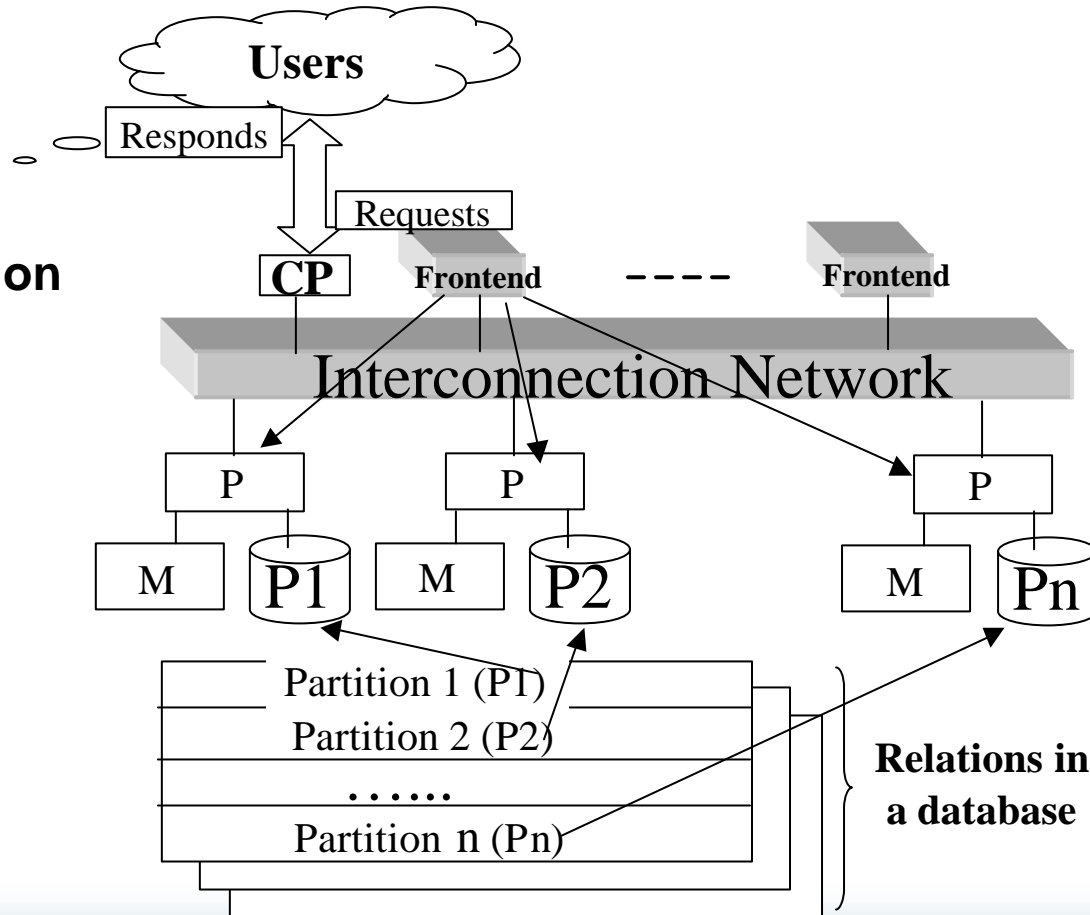 Users
Responds
Requests
on
CP
Frontend
Frontend
Interconnection Network
P
P
P
M
P1
M
P2
M
Pn
Partition 1 (P1)
Partition 2 (P2)
......
Partition n (Pn)
Relations in
a database